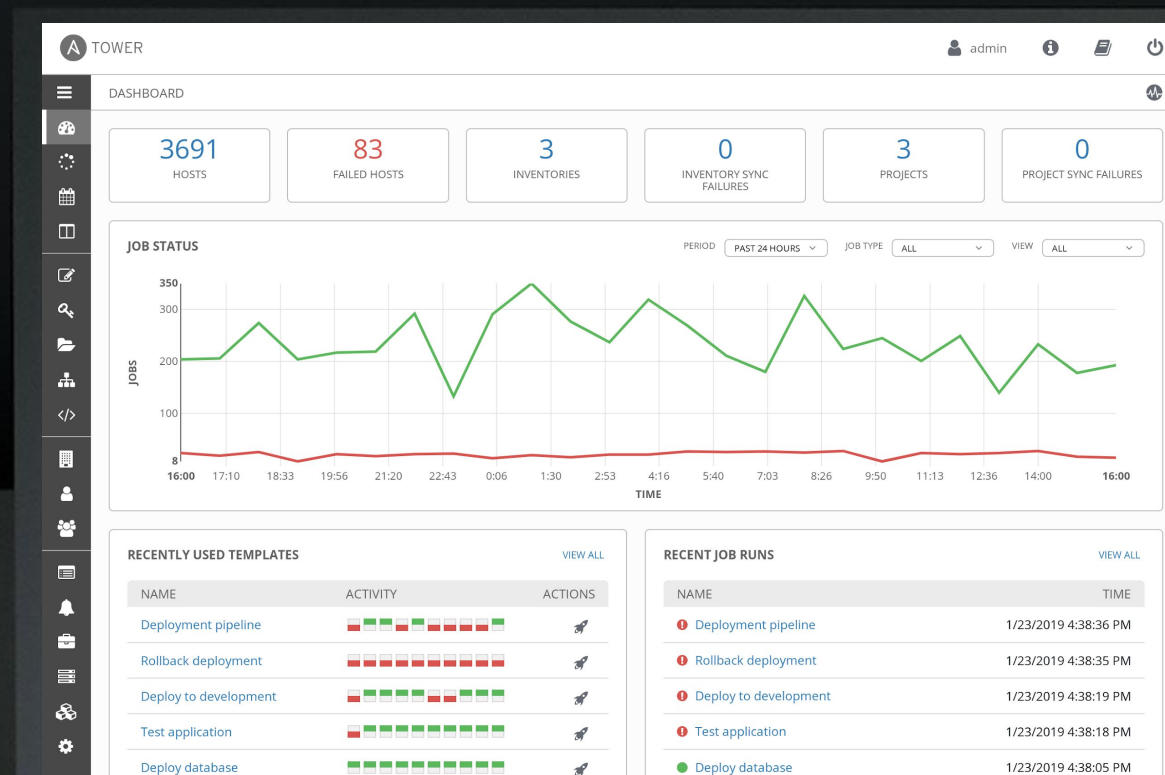 TOWER
admin
DASHBOARD
3691
HOSTS
83
FAILED HOSTS
3
INVENTORIES
0
INVENTORY SYNC
FAILURES
3
PROJECTS
0
PROJECT SYNC FAILURES
JOB STATUS
PERIOD PAST 24 HOURS JOB TYPE ALL VIEW ALL
350
300
200
100
8
JOBS
16:00 17:10 18:33 19:56 21:20 22:43 0:06 1:30 2:53 4:16 5:40 7:03 8:26 9:50 11:13 12:36 14:00 16:00
TIME
RECENTLY USED TEMPLATES VIEW ALL
NAME ACTIVITY ACTIONS
Deployment pipeline
Rollback deployment
Deploy to development
Test application
Deploy database
RECENT JOB RUNS VIEW ALL
NAME TIME
Deployment pipeline 1/23/2019 4:38:36 PM
Rollback deployment 1/23/2019 4:38:35 PM
Deploy to development 1/23/2019 4:38:19 PM
Test application 1/23/2019 4:38:18 PM
Deploy database 1/23/2019 4:38:05 PM